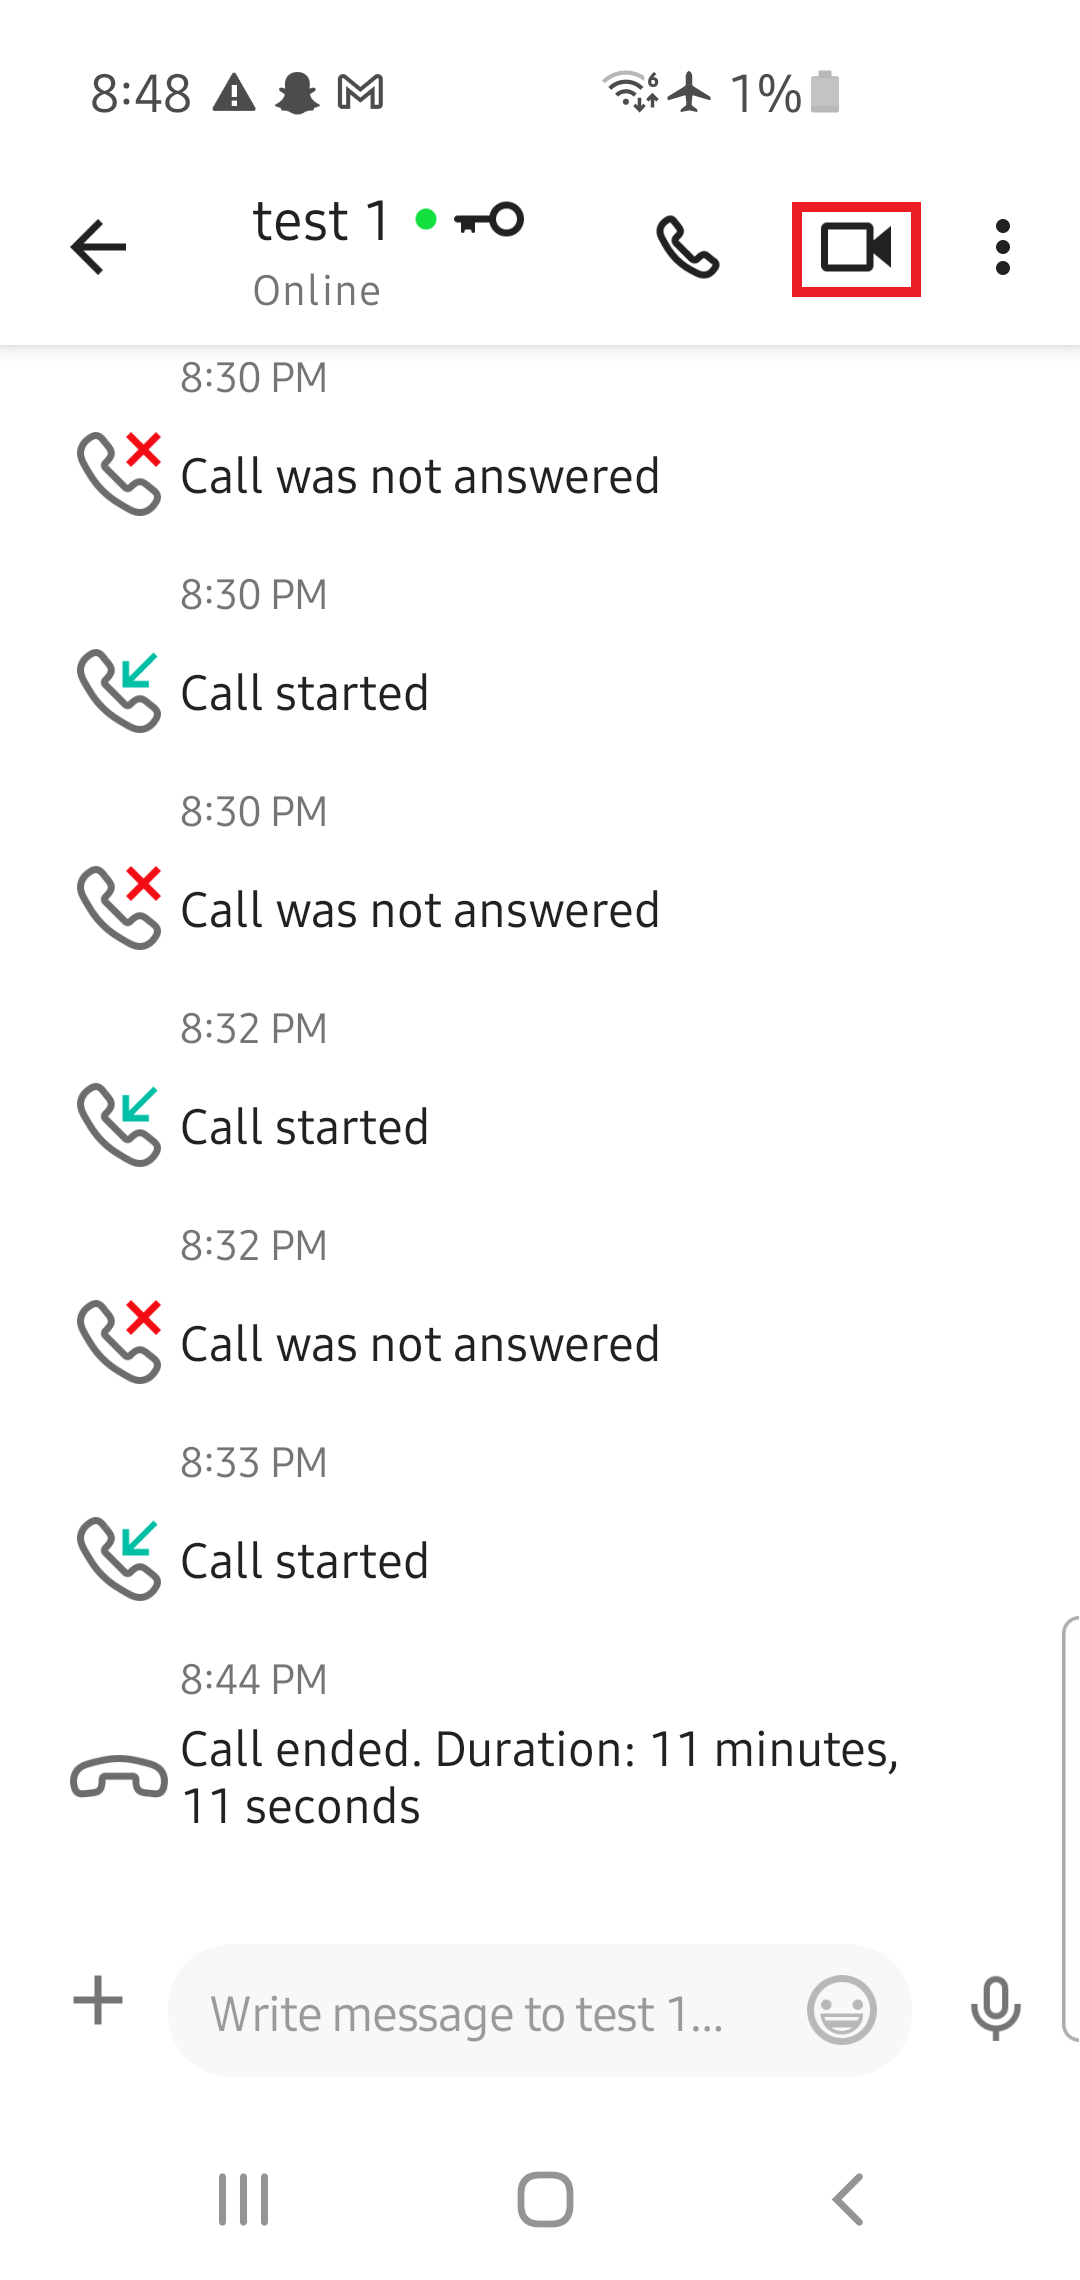 8:48 6 1%
test 1
Online
8:30 PM
Call was not answered
8:30 PM
Call started
8:30 PM
Call was not answered
8:32 PM
Call started
8:32 PM
Call was not answered
8:33 PM
Call started
8:44 PM
Call ended. Duration: 11 minutes,
11 seconds
Write message to test 1...